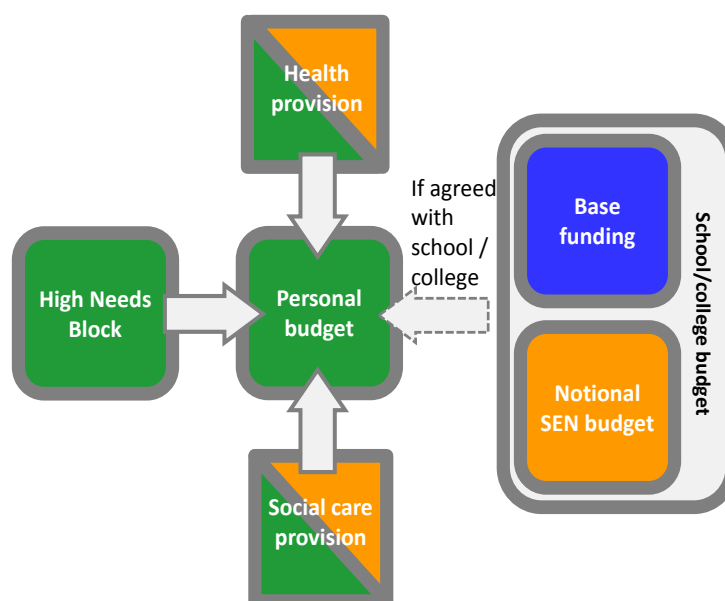 Health
provision
If agreed
with
school /
college
Base
funding
School/college budget
High Needs
Block
Personal
budget
Notional
SEN budget
Social care
provision